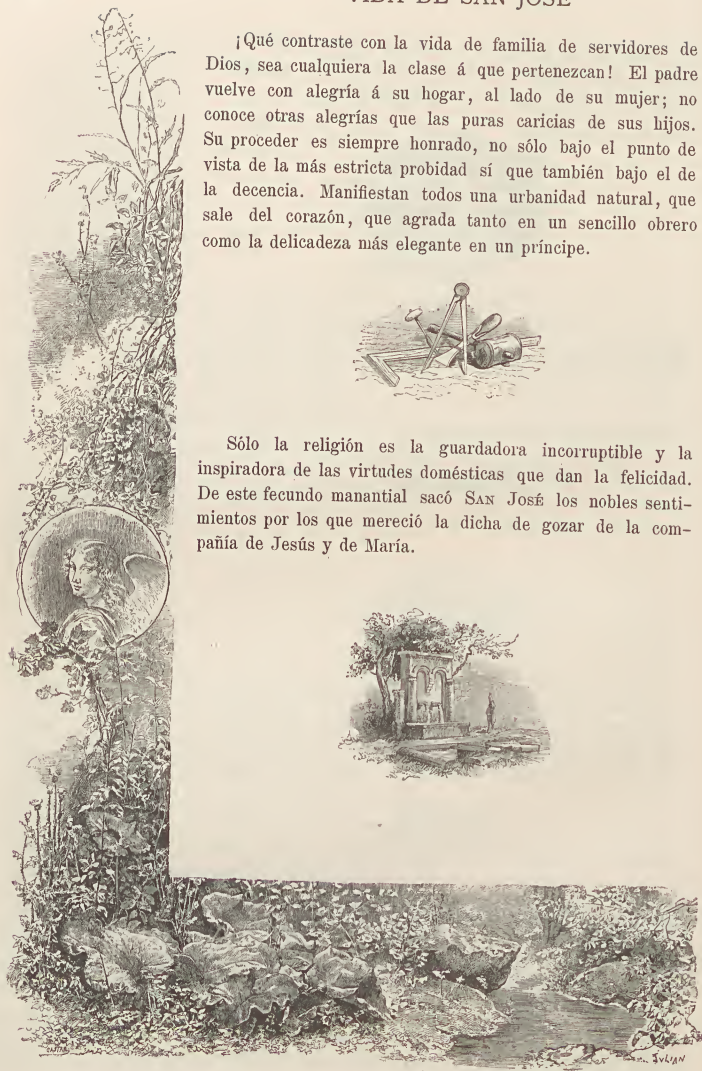 VIDA DE SAN JOSÉ
¡Qué contraste con la vida de familia de servidores de
Dios, sea cualquiera la clase á que pertenezcan! El padre
vuelve con alegría á su hogar, al lado de su mujer; no
conoce otras alegrías que las puras caricias de sus hijos.
Su proceder es siempre honrado, no sólo bajo el punto de
vista de la más estricta probidad sí que también bajo el de
la decencia. Manifiestan todos una urbanidad natural, que
sale del corazón, que agrada tanto en un sencillo obrero
como la delicadeza más elegante en un príncipe.
Sólo la religión es la guardadora incorruptible y la
inspiradora de las virtudes domésticas que dan la felicidad.
De este fecundo manantial sacó SAN JOSÉ los nobles senti-
mientos por los que mereció la dicha de gozar de la com-
pañía de Jesús y de María.
JULIAN